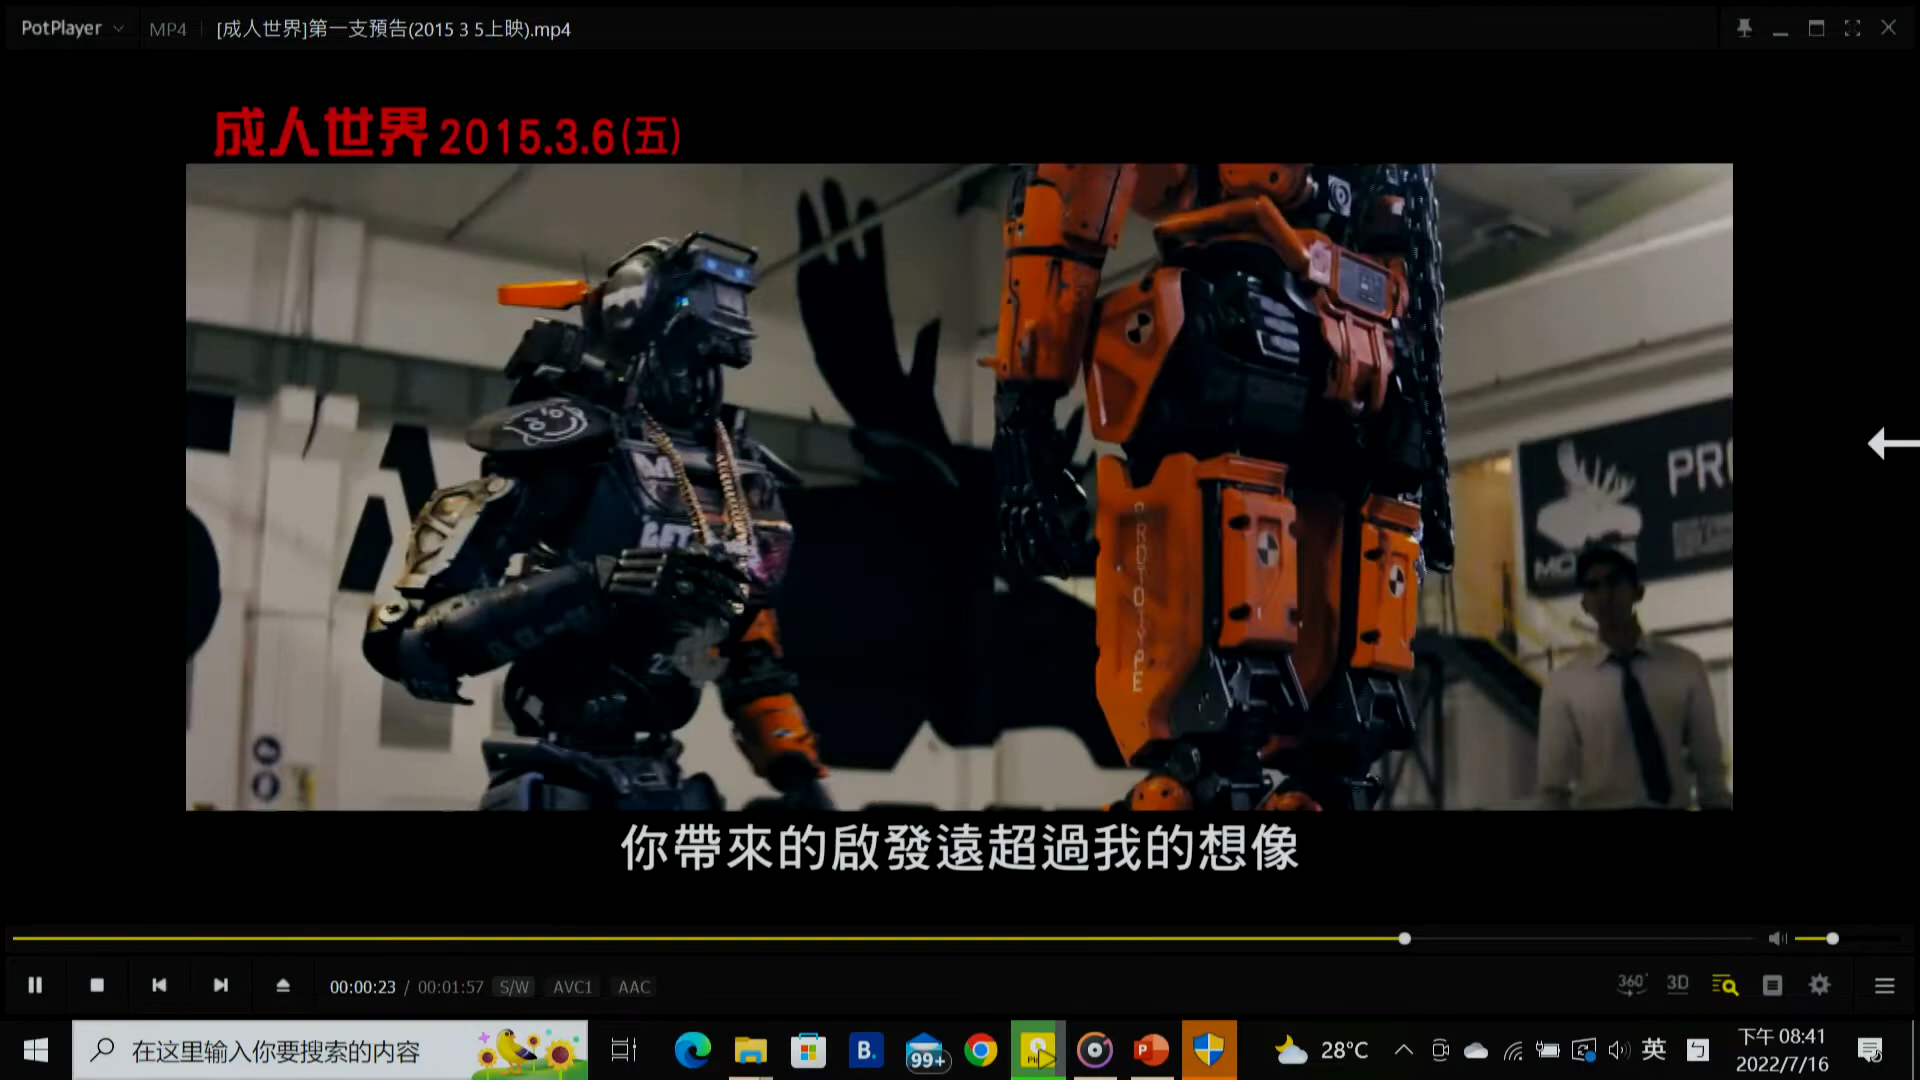 PotPlayer MP4 [成人世界]第一支預告(2015 3 5上映).mp4
成人世界 2015.3.6(五)
PR
PROTOTYPE
你帶來的啟發遠超過我的想像
00:00:23 / 00:01:57 S/W AVC1 AAC
360° 3D
在这里输入你要搜索的内容
B.
99+
P
28°C
英
ㄅ
下午 08:41
2022/7/16